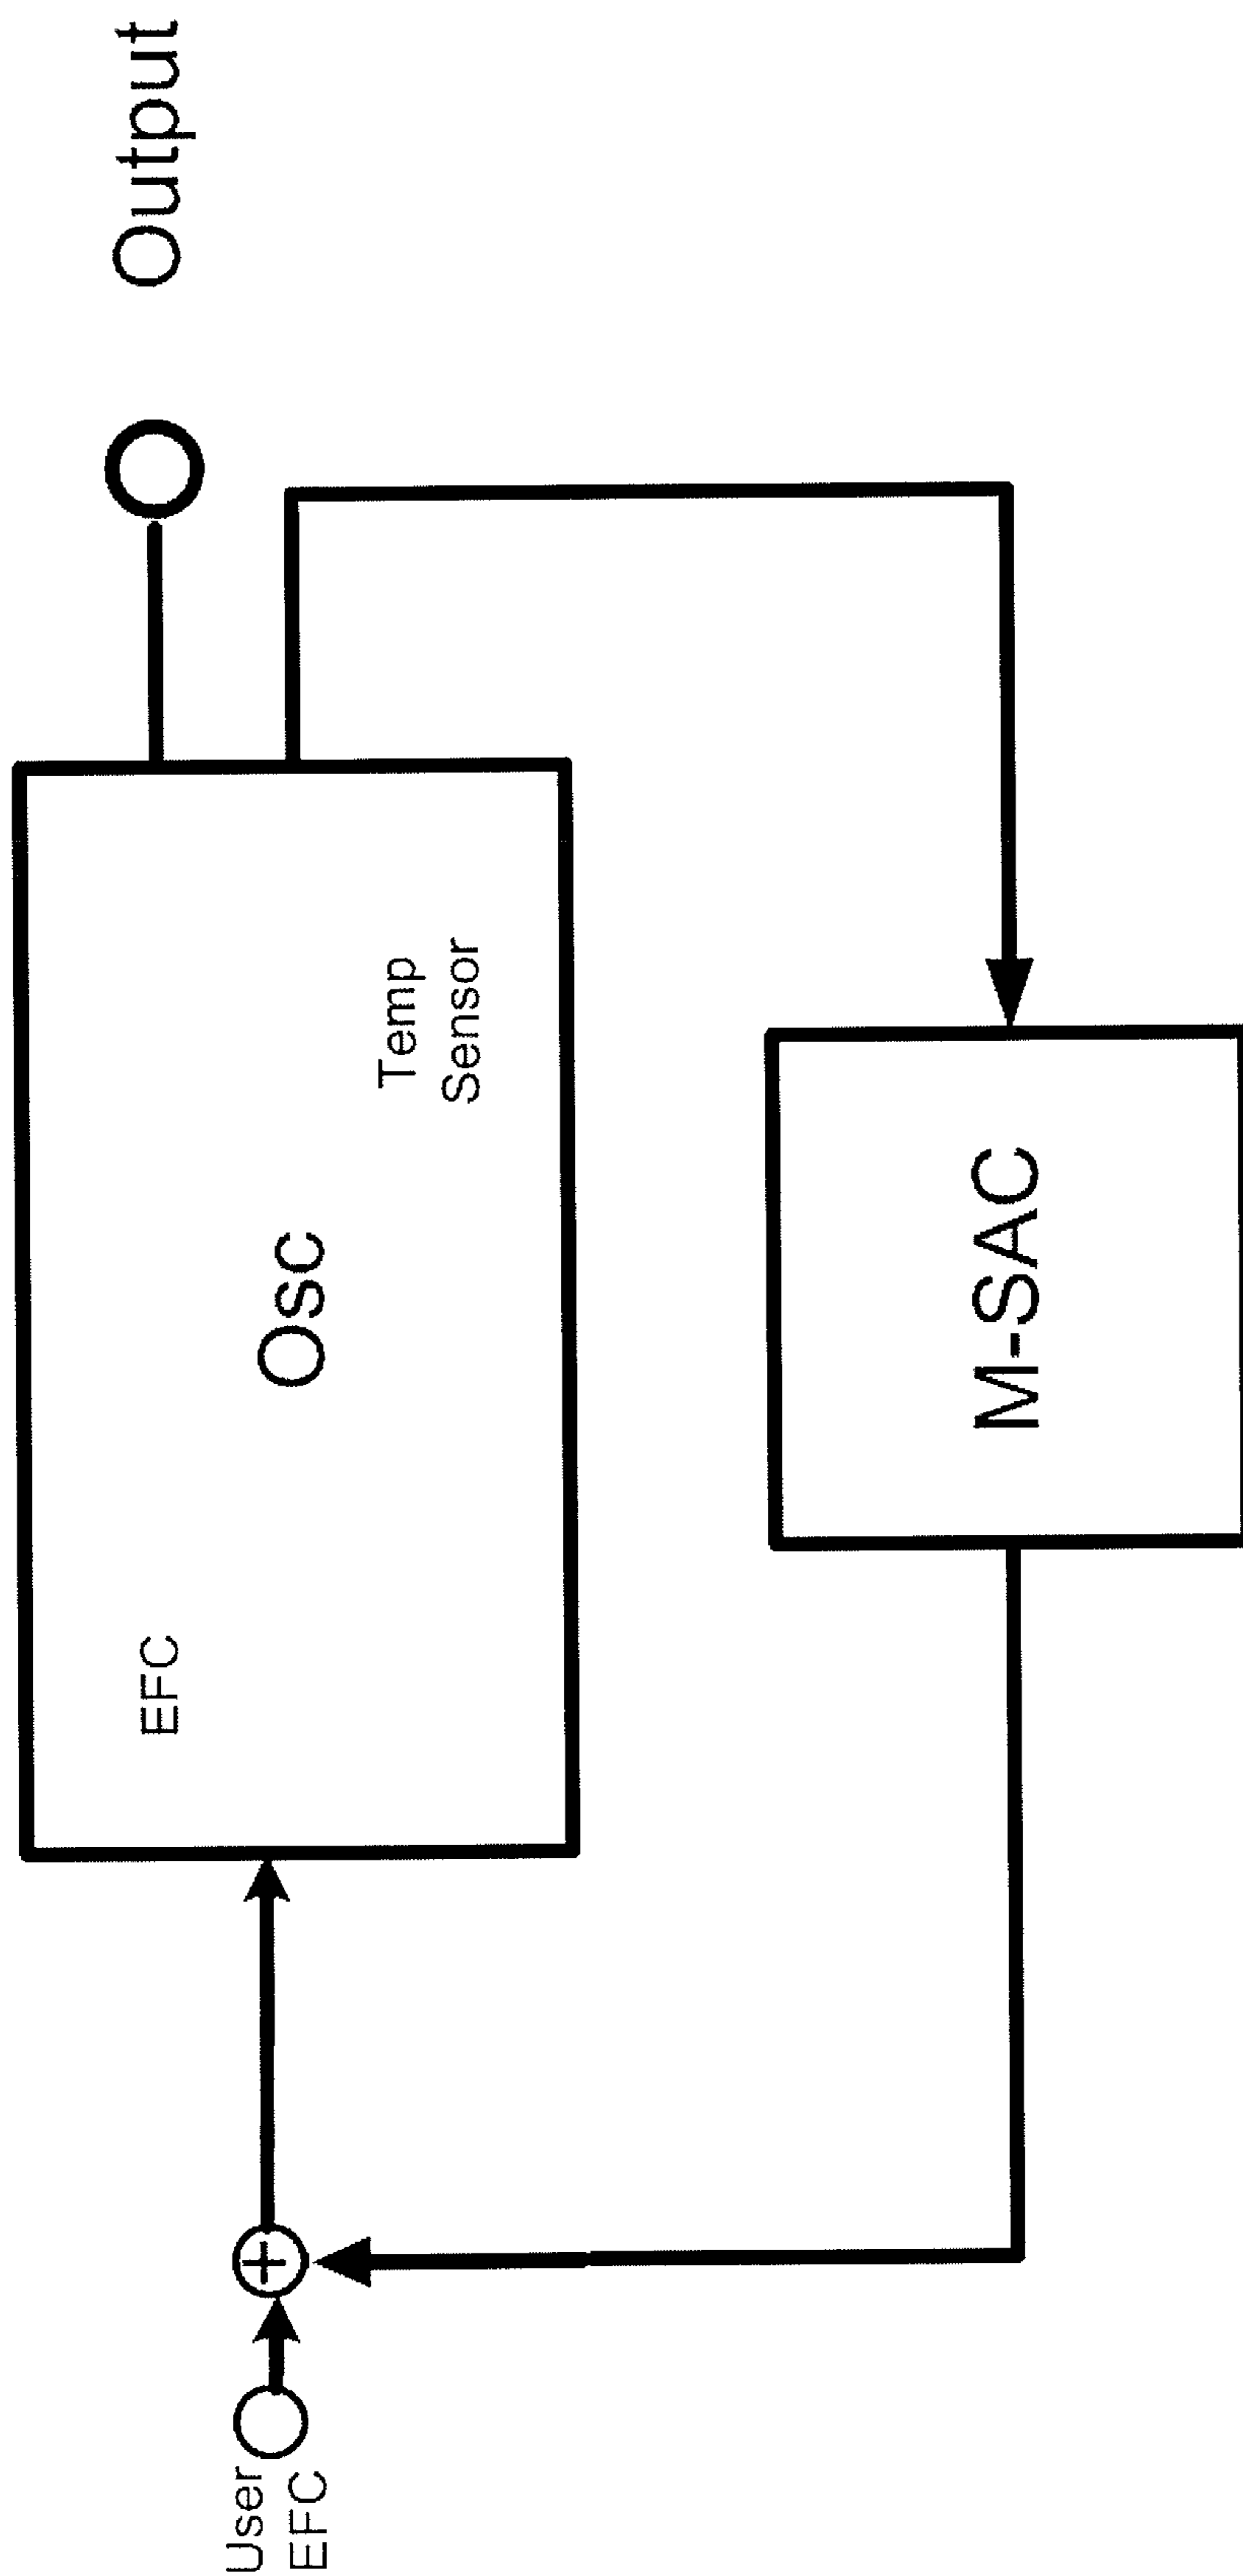 User
EFC
EFC
Osc
Temp
Sensor
Output
M-SAC